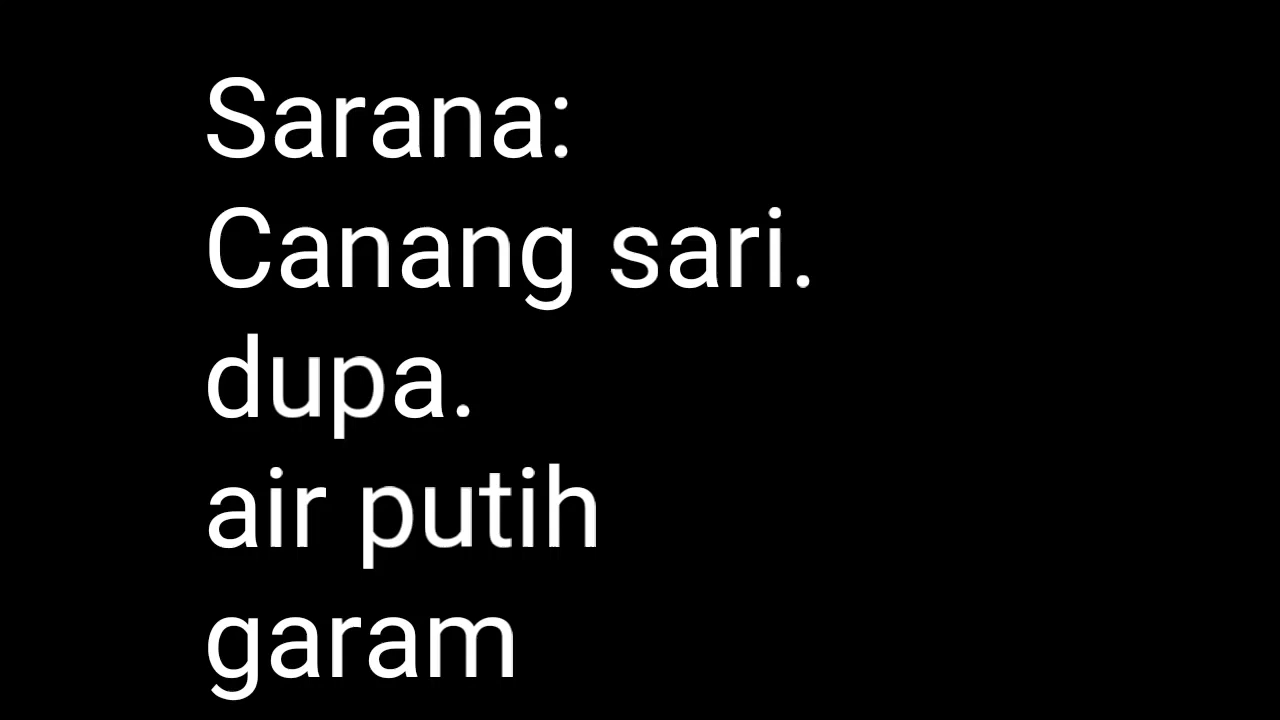 Sarana:
Canang sari.
dupa.
air putih
garam